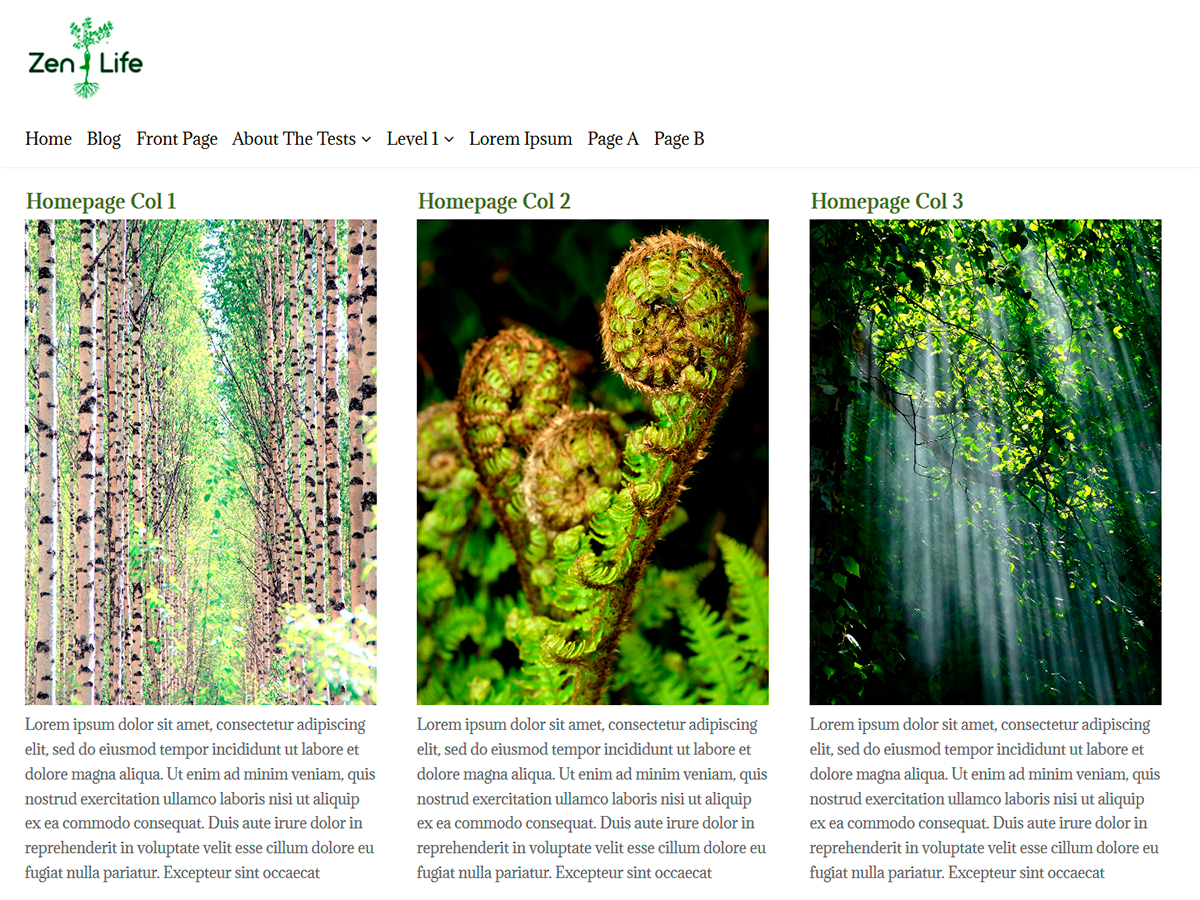 Zen Life
Home Blog Front Page About The Tests Level 1 Lorem Ipsum Page A Page B
Homepage Col 1
Lorem ipsum dolor sit amet, consectetur adipiscing
elit, sed do eiusmod tempor incididunt ut labore et
dolore magna aliqua. Ut enim ad minim veniam, quis
nostrud exercitation ullamco laboris nisi ut aliquip
ex ea commodo consequat. Duis aute irure dolor in
reprehenderit in voluptate velit esse cillum dolore eu
fugiat nulla pariatur. Excepteur sint occaecat
Homepage Col 2
Lorem ipsum dolor sit amet, consectetur adipiscing
elit, sed do eiusmod tempor incididunt ut labore et
dolore magna aliqua. Ut enim ad minim veniam, quis
nostrud exercitation ullamco laboris nisi ut aliquip
ex ea commodo consequat. Duis aute irure dolor in
reprehenderit in voluptate velit esse cillum dolore eu
fugiat nulla pariatur. Excepteur sint occaecat
Homepage Col 3
Lorem ipsum dolor sit amet, consectetur adipiscing
elit, sed do eiusmod tempor incididunt ut labore et
dolore magna aliqua. Ut enim ad minim veniam, quis
nostrud exercitation ullamco laboris nisi ut aliquip
ex ea commodo consequat. Duis aute irure dolor in
reprehenderit in voluptate velit esse cillum dolore eu
fugiat nulla pariatur. Excepteur sint occaecat